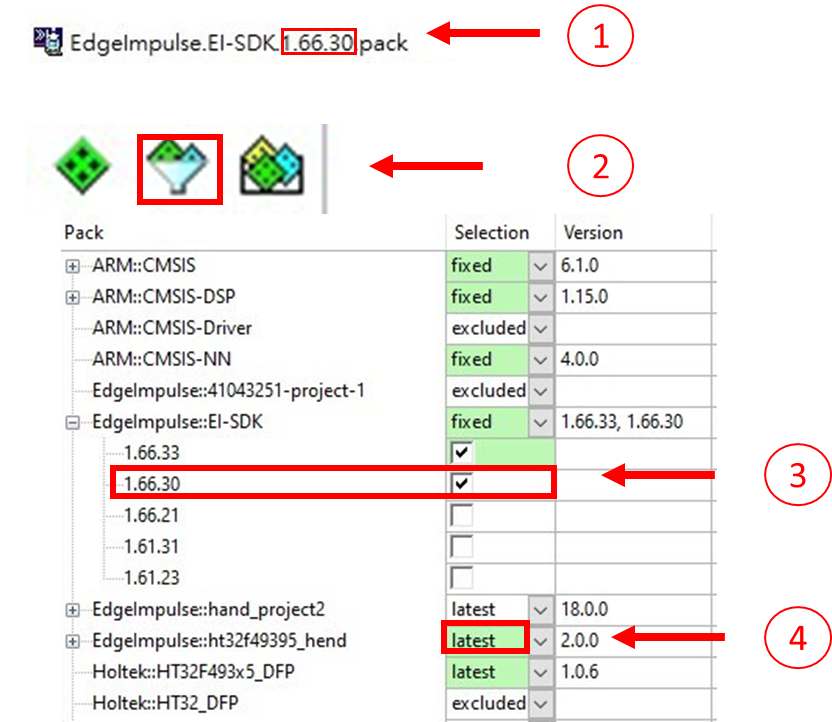 EdgeImpulse.EI-SDK.1.66.30.pack
1
2
Pack Selection Version
ARM::CMSIS fixed 6.1.0
ARM::CMSIS-DSP fixed 1.15.0
ARM::CMSIS-Driver excluded
ARM::CMSIS-NN fixed 4.0.0
EdgeImpulse::41043251-project-1 excluded
EdgeImpulse::EI-SDK fixed 1.66.33, 1.66.30
1.66.33
1.66.30 3
1.66.21
1.61.31
1.61.23
EdgeImpulse::hand_project2 latest 18.0.0
EdgeImpulse::ht32f49395_hend latest 2.0.0 4
Holtek::HT32F493x5_DFP latest 1.0.6
Holtek::HT32_DFP excluded